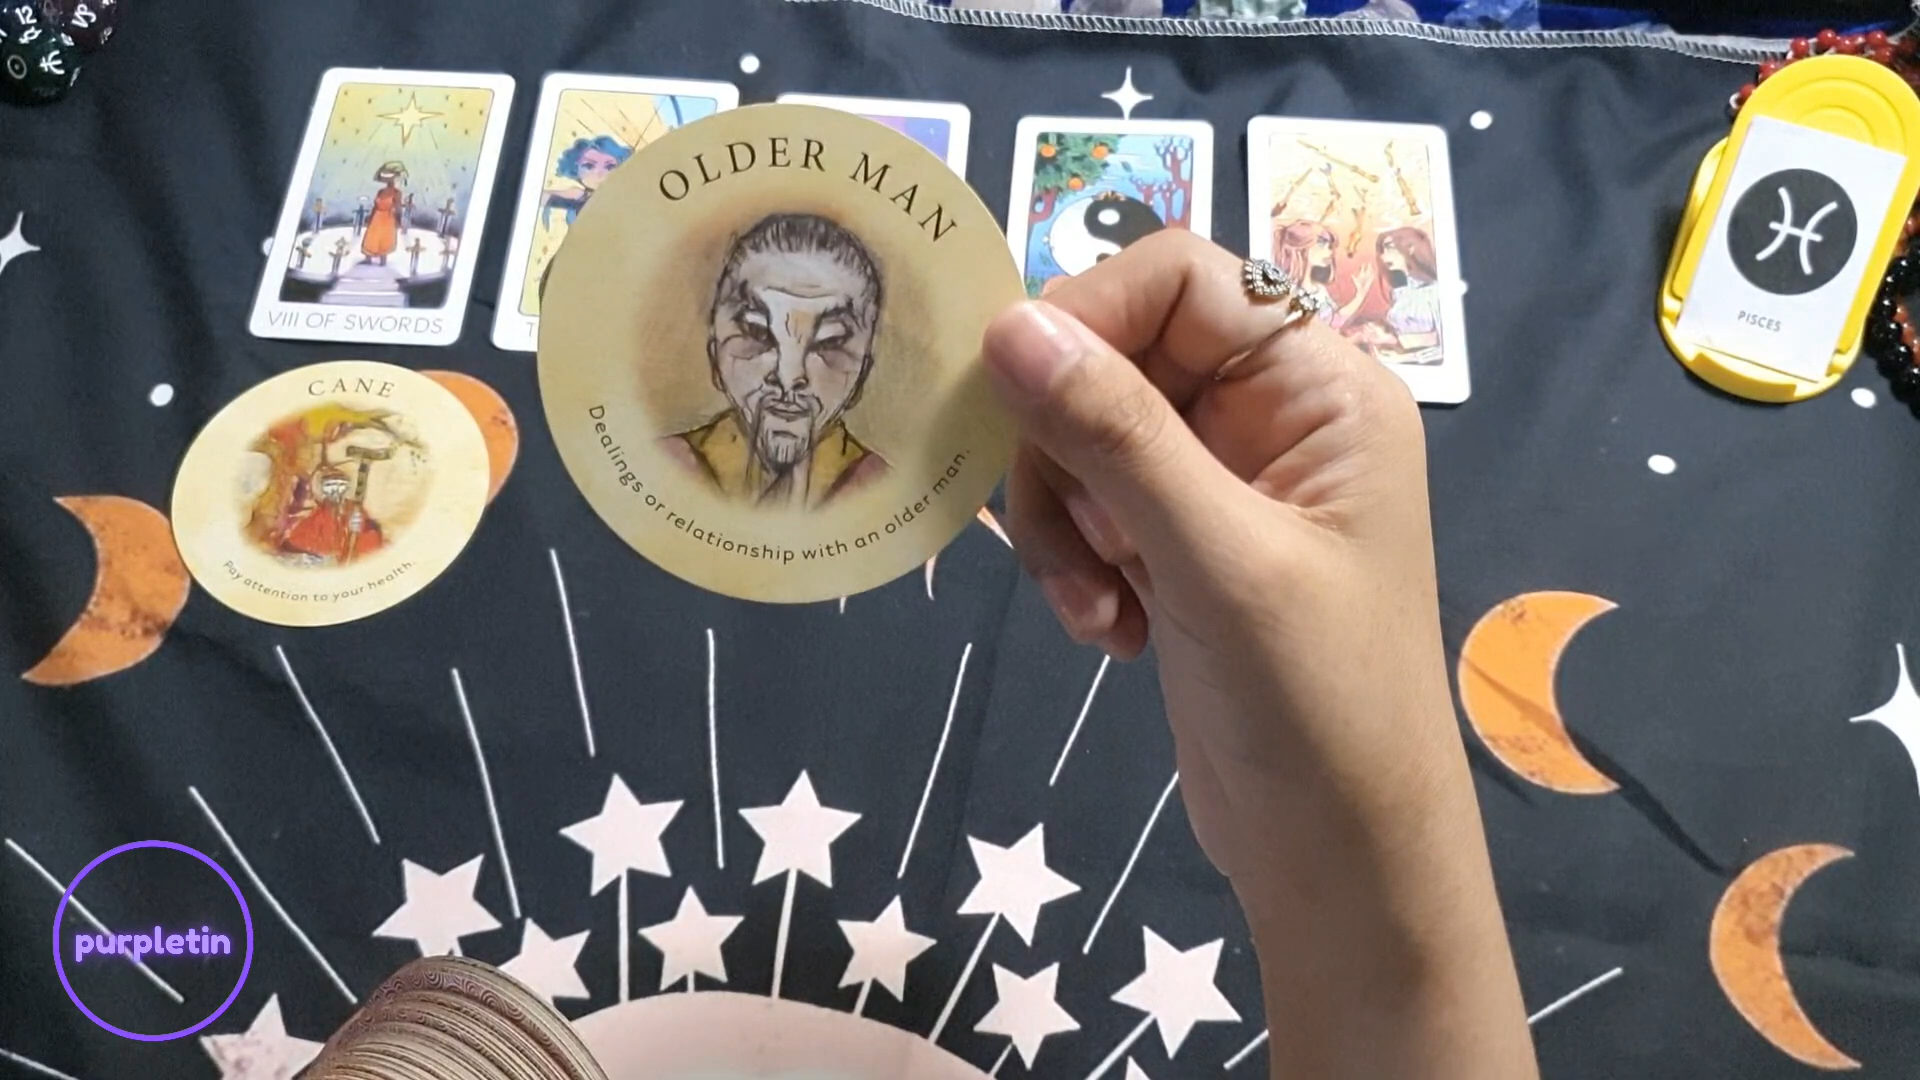 12
VIII OF SWORDS
T
OLDER MAN
Dealings or relationship with an older man.
PISCES
CANE
Pay attention to your health.
purpletin